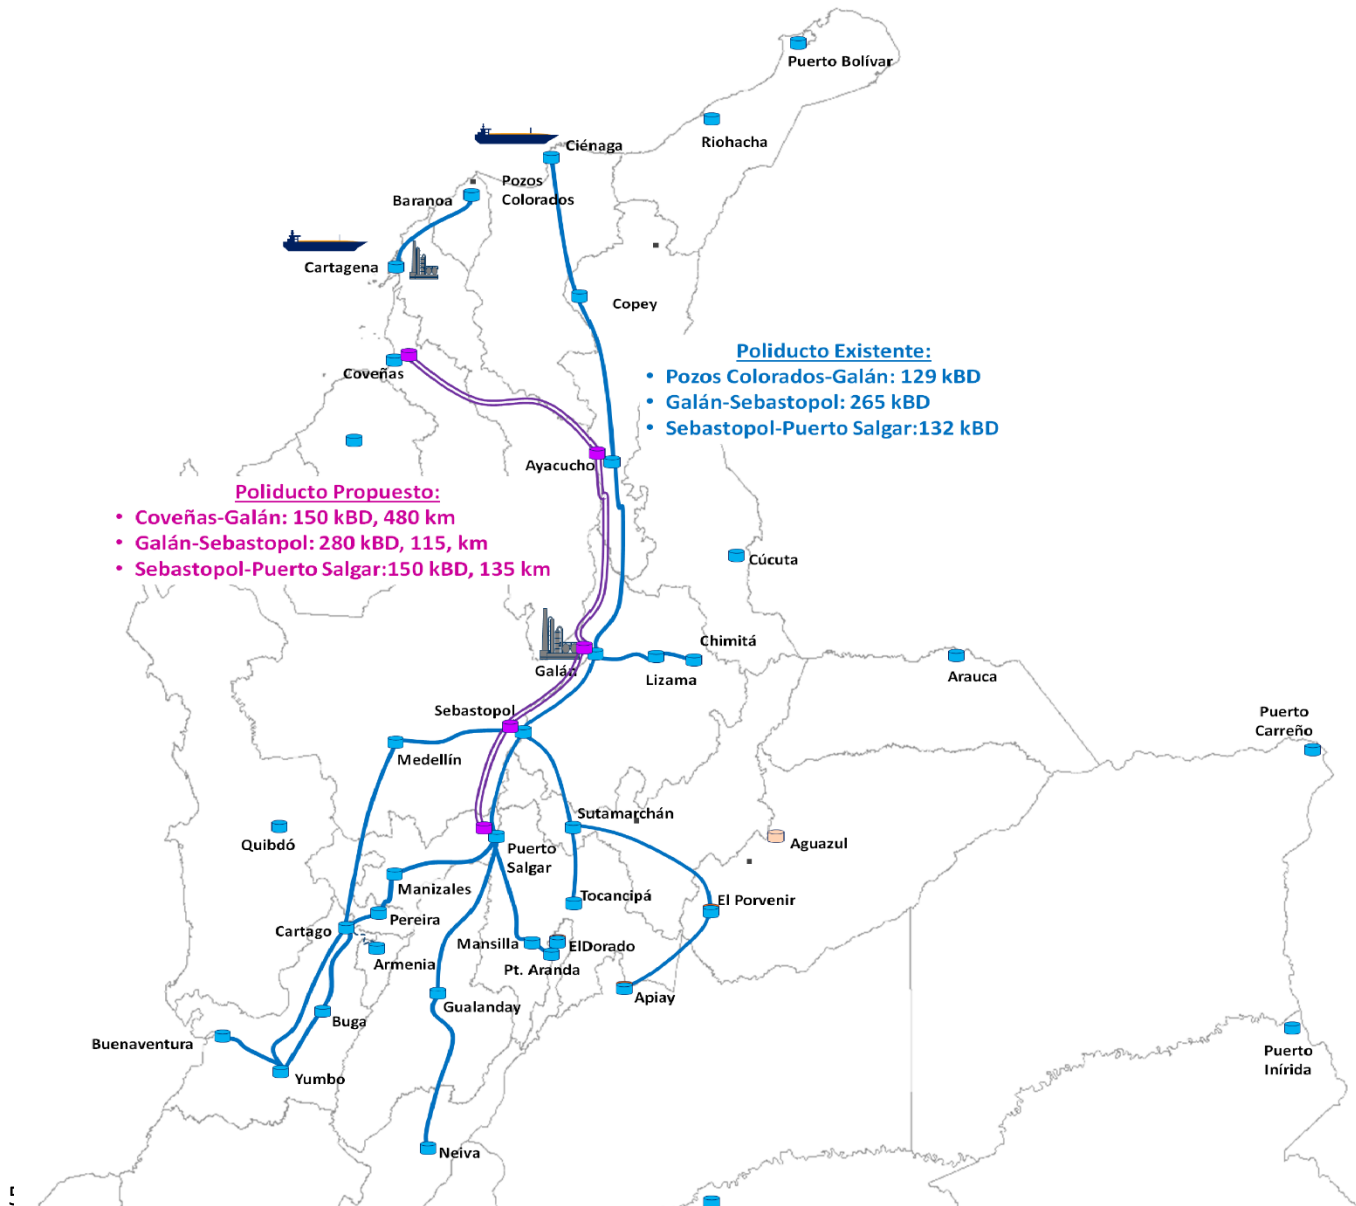 Puerto Bolívar
Riohacha
Ciénaga
Pozos
Colorados
Baranoa
Cartagena
Copey
Poliducto Existente:
• Pozos Colorados-Galán: 129 kBD
• Galán-Sebastopol: 265 kBD
• Sebastopol-Puerto Salgar:132 kBD
Coveñas
Ayacucho
Poliducto Propuesto:
• Coveñas-Galán: 150 kBD, 480 km
• Galán-Sebastopol: 280 kBD, 115, km
• Sebastopol-Puerto Salgar:150 kBD, 135 km
Cúcuta
Chimitá
Galán
Lizama
Arauca
Sebastopol
Puerto
Carreño
Medellín
Sutamarchán
Quibdó
Puerto
Salgar
Aguazul
Manizales
Tocancipá
El Porvenir
Pereira
Cartago
Mansilla
ElDorado
Armenia
Pt. Aranda
Apiay
Gualanday
Buga
Buenaventura
Puerto
Inírida
Yumbo
Neiva